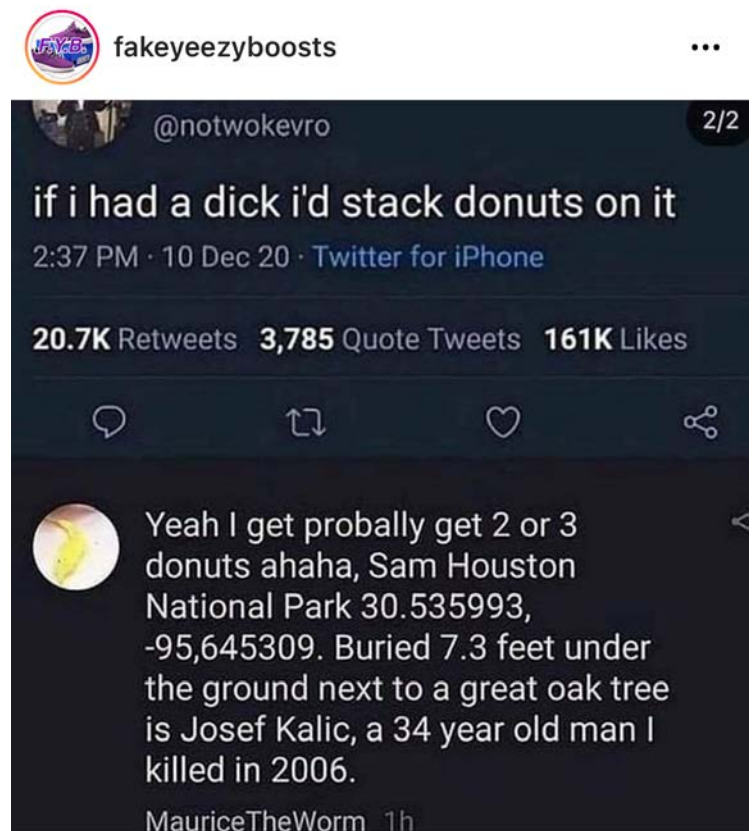 F.Y.B.
fakeyeezyboosts
@notwokevro
2/2
if i had a dick i'd stack donuts on it
2:37 PM · 10 Dec 20 · Twitter for iPhone
20.7K Retweets 3,785 Quote Tweets 161K Likes
Yeah I get probally get 2 or 3
donuts ahaha, Sam Houston
National Park 30.535993,
-95,645309. Buried 7.3 feet under
the ground next to a great oak tree
is Josef Kalic, a 34 year old man I
killed in 2006.
MauriceTheWorm 1h